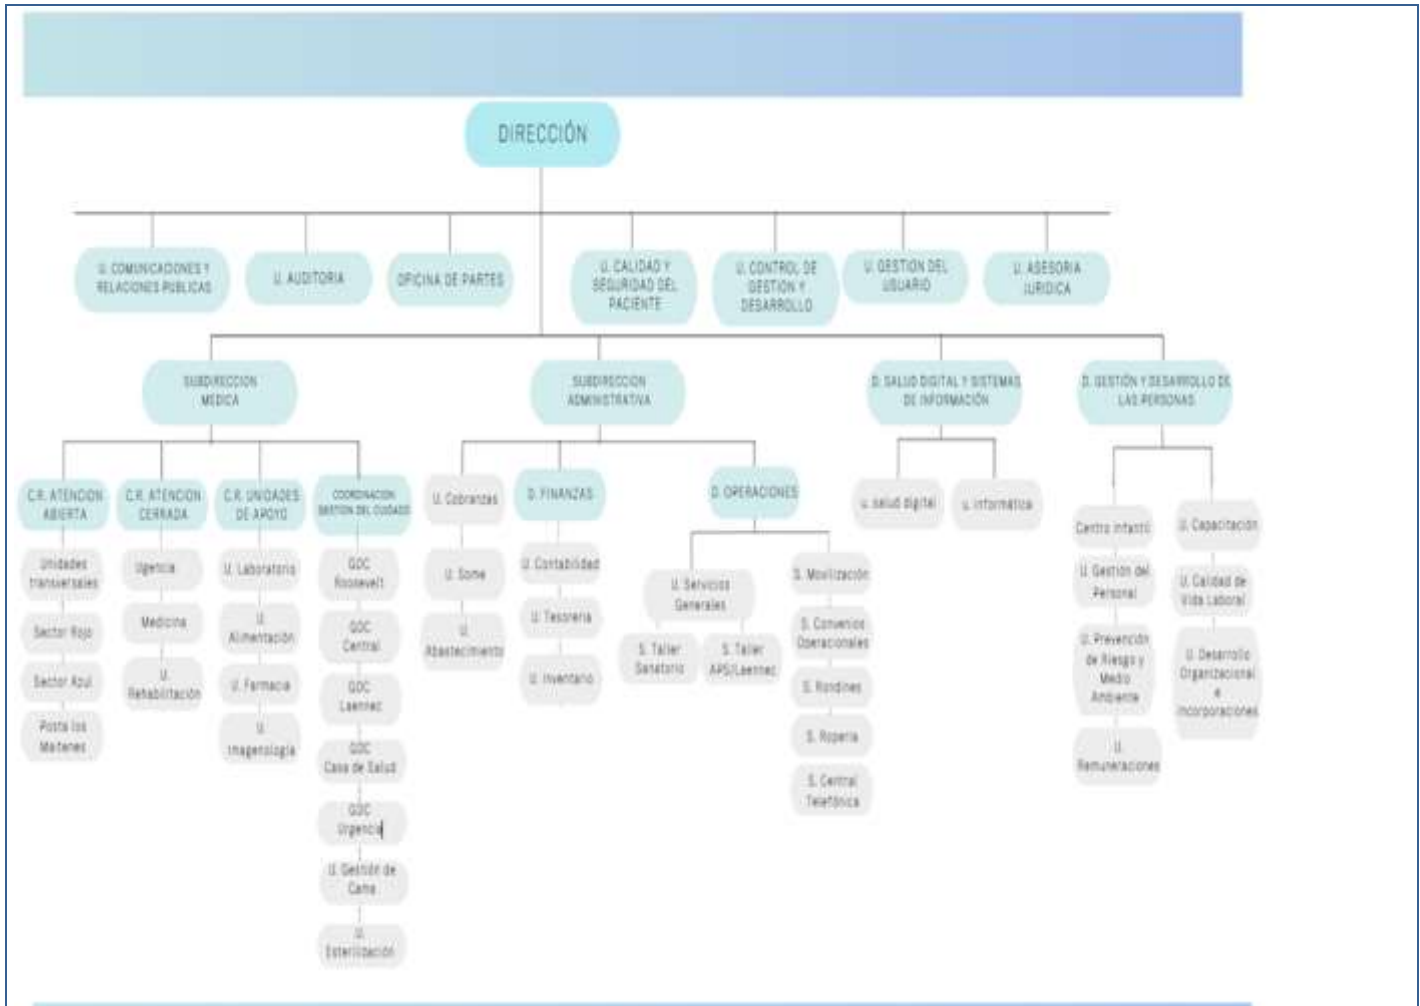 DIRECCIÓN
U. COMUNICACIONES Y
RELACIONES PUBLICAS
U. AUDITORIA
OFICINA DE PARTES
U. CALIDAD Y
SEGURIDAD DEL
PACIENTE
U. CONTROL DE
GESTION Y
DESARROLLO
U. GESTION DEL
USUARIO
U. ASESORIA
JURIDICA
SUBDIRECCION
MEDICA
SUBDIRECCION
ADMINISTRATIVA
D. SALUD DIGITAL Y SISTEMAS
DE INFORMACIÓN
D. GESTIÓN Y DESARROLLO DE
LAS PERSONAS
C.R. ATENCION
ABIERTA
Unidades
transversales
Sector Rojo
Sector Azul
Posta los
Maitenes
C.R. ATENCION
CERRADA
Ugencia
Medicina
U.
Rehabilitación
C.R. UNIDADES
DE APOYO
U. Laboratorio
U.
Alimentación
U. Farmacia
U.
Imagenología
COORDINACION
GESTION DEL CUIDADO
GDC
Roosevelt
GDC
Central
GDC
Laennec
GDC
Casa de Salud
GDC
Urgencia
U. Gestión de
Cama
U.
Esterilización
U. Cobranzas
U. Some
U.
Abastecimiento
D. FINANZAS
U. Contabilidad
U. Tesoreria
U. Inventario
D. OPERACIONES
U. Servicios
Generales
S. Taller
Sanatorio
S. Taller
APS/Laennec
S. Movilización
S. Convenios
Operacionales
S. Rondines
S. Roperia
S. Central
Telefónica
u. salud digital
u. informática
Centro infantil
U. Gestión del
Personal
U. Prevención
de Riesgo y
Medio
Ambiente
U.
Remuneraciones
U. Capacitación
U. Calidad de
Vida Laboral
U. Desarrollo
Organizacional
e
Incorporaciones